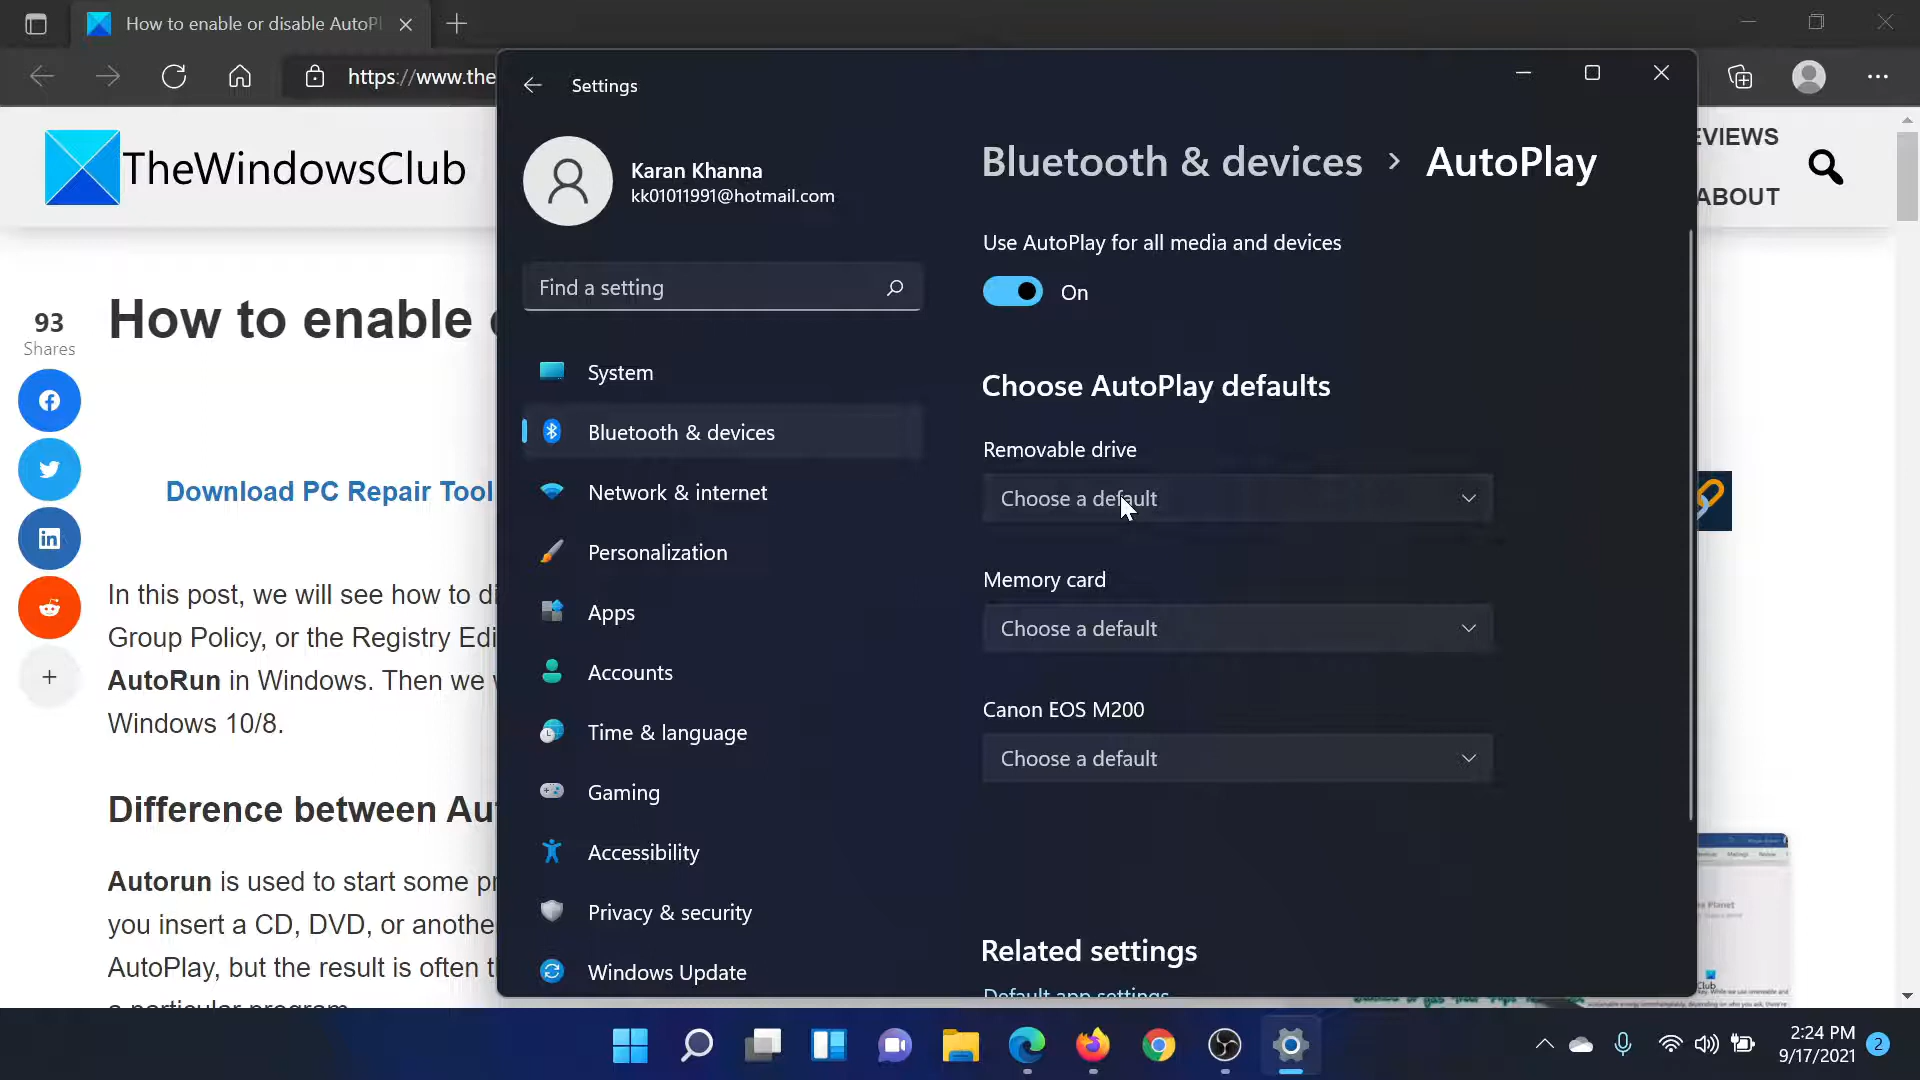 How to enable or disable AutoPl
https://www.the
TheWindowsClub
EVIEWS
ABOUT
93
Shares
How to enable
Download PC Repair Tool
In this post, we will see how to di
Group Policy, or the Registry Edi
AutoRun in Windows. Then we
Windows 10/8.
Difference between Au
Autorun is used to start some pr
you insert a CD, DVD, or anothe
AutoPlay, but the result is often t
a particular program
Settings
Karan Khanna
kk01011991@hotmail.com
Find a setting
System
Bluetooth & devices
Network & internet
Personalization
Apps
Accounts
Time & language
Gaming
Accessibility
Privacy & security
Windows Update
Bluetooth & devices > AutoPlay
Use AutoPlay for all media and devices
On
Choose AutoPlay defaults
Removable drive
Choose a default
Memory card
Choose a default
Canon EOS M200
Choose a default
Related settings
Default app settings
2:24 PM
9/17/2021
2